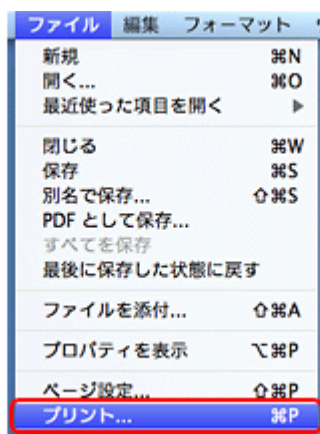 ファイル 編集 フォーマット
新規 ⌘N
開く... ⌘O
最近使った項目を開く ▶
閉じる ⌘W
保存 ⌘S
別名で保存... ⇧⌘S
PDF として保存...
すべてを保存
最後に保存した状態に戻す
ファイルを添付... ⇧⌘A
プロパティを表示 ⌥⌘P
ページ設定... ⇧⌘P
プリント... ⌘P